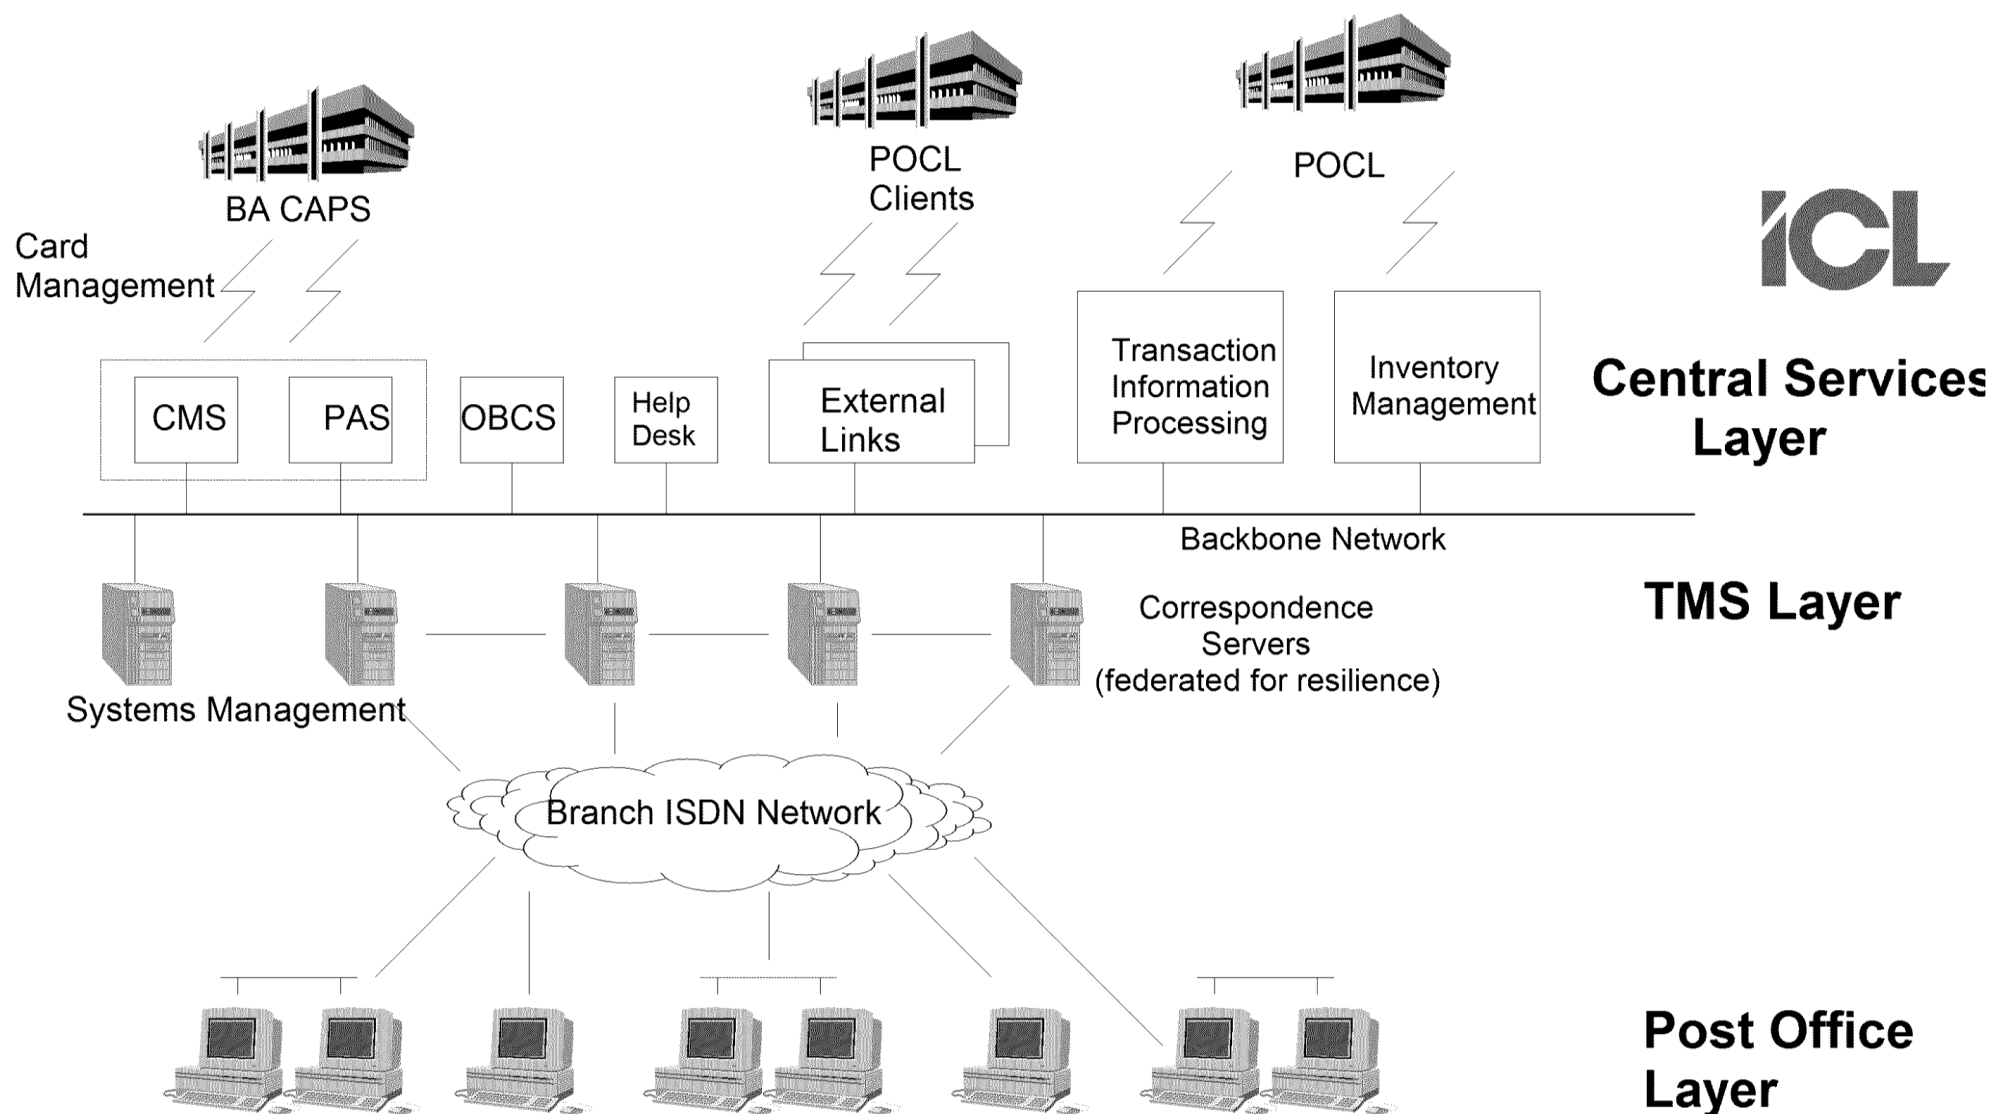 BA CAPS
POCL
Clients
POCL
Card
Management
ICL
CMS
PAS
OBCS
Help
Desk
External
Links
Transaction
Information
Processing
Inventory
Management
Central Services
Layer
Backbone Network
TMS Layer
Correspondence
Servers
(federated for resilience)
Systems Management
Branch ISDN Network
Post Office
Layer